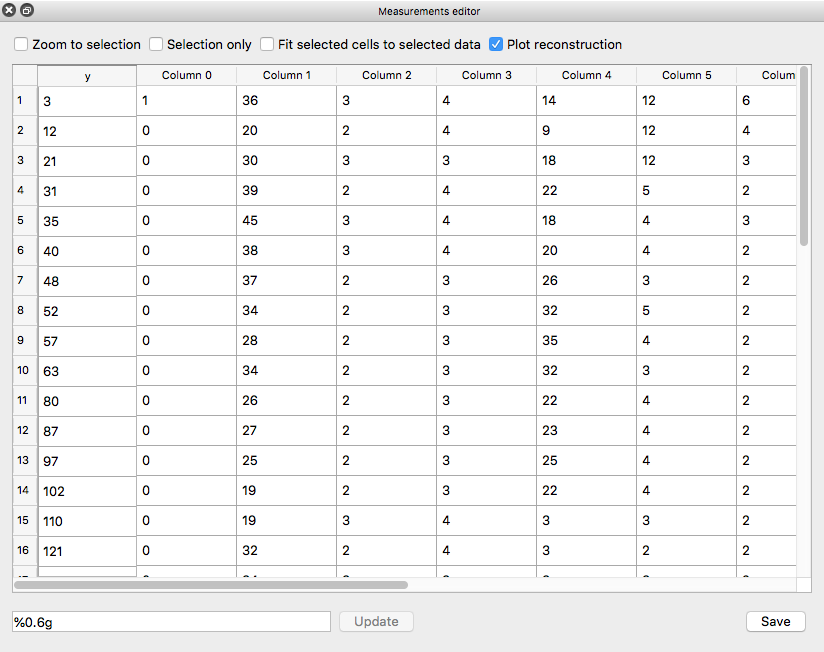 Measurements editor
Zoom to selection Selection only Fit selected cells to selected data Plot reconstruction
y Column 0 Column 1 Column 2 Column 3 Column 4 Column 5 Colum
1 3 1 36 3 4 14 12 6
2 12 0 20 2 4 9 12 4
3 21 0 30 3 3 18 12 3
4 31 0 39 2 4 22 5 2
5 35 0 45 3 4 18 4 3
6 40 0 38 3 4 20 4 2
7 48 0 37 2 3 26 3 2
8 52 0 34 2 3 32 5 2
9 57 0 28 2 3 35 4 2
10 63 0 34 2 3 32 3 2
11 80 0 26 2 3 22 4 2
12 87 0 27 2 3 23 4 2
13 97 0 25 2 3 25 4 2
14 102 0 19 2 3 22 4 2
15 110 0 19 3 4 3 3 2
16 121 0 32 2 4 3 2 2
%0.6g Update Save